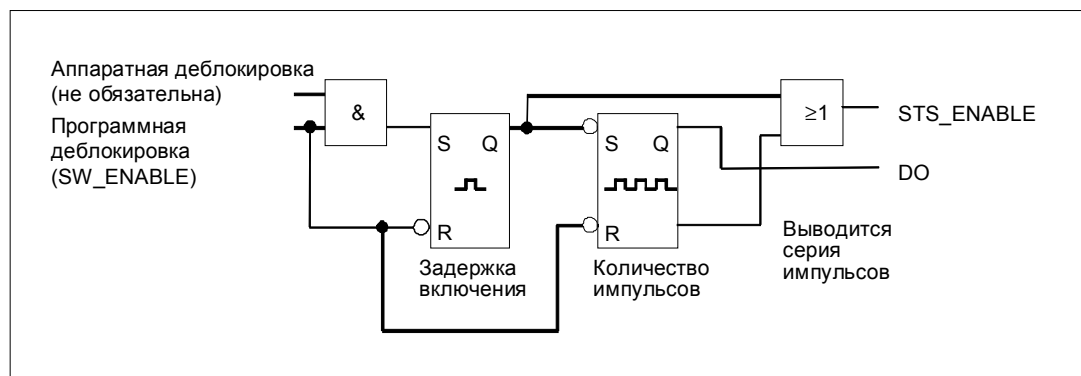 Аппаратная деблокировка
(не обязательна)
Программная
деблокировка
(SW_ENABLE)
&
S Q
R
Задержка
включения
S Q
R
Количество
импульсов
≥1
STS_ENABLE
DO
Выводится
серия
импульсов